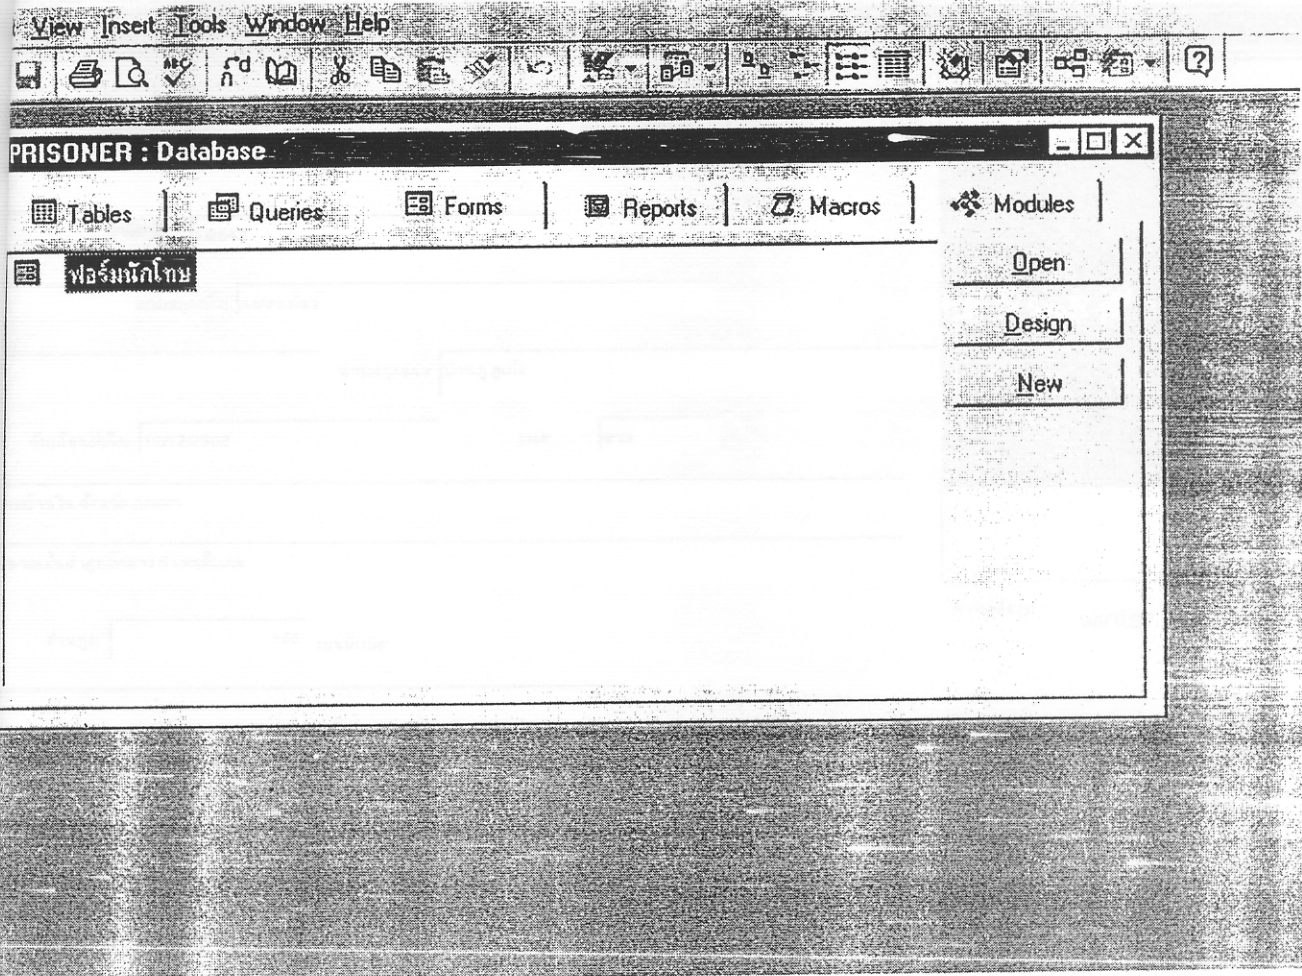 View Insert Tools Window Help
PRISONER : Database
Tables Queries Forms Reports Macros Modules
ฟอร์มนักโทษ
Open
Design
New